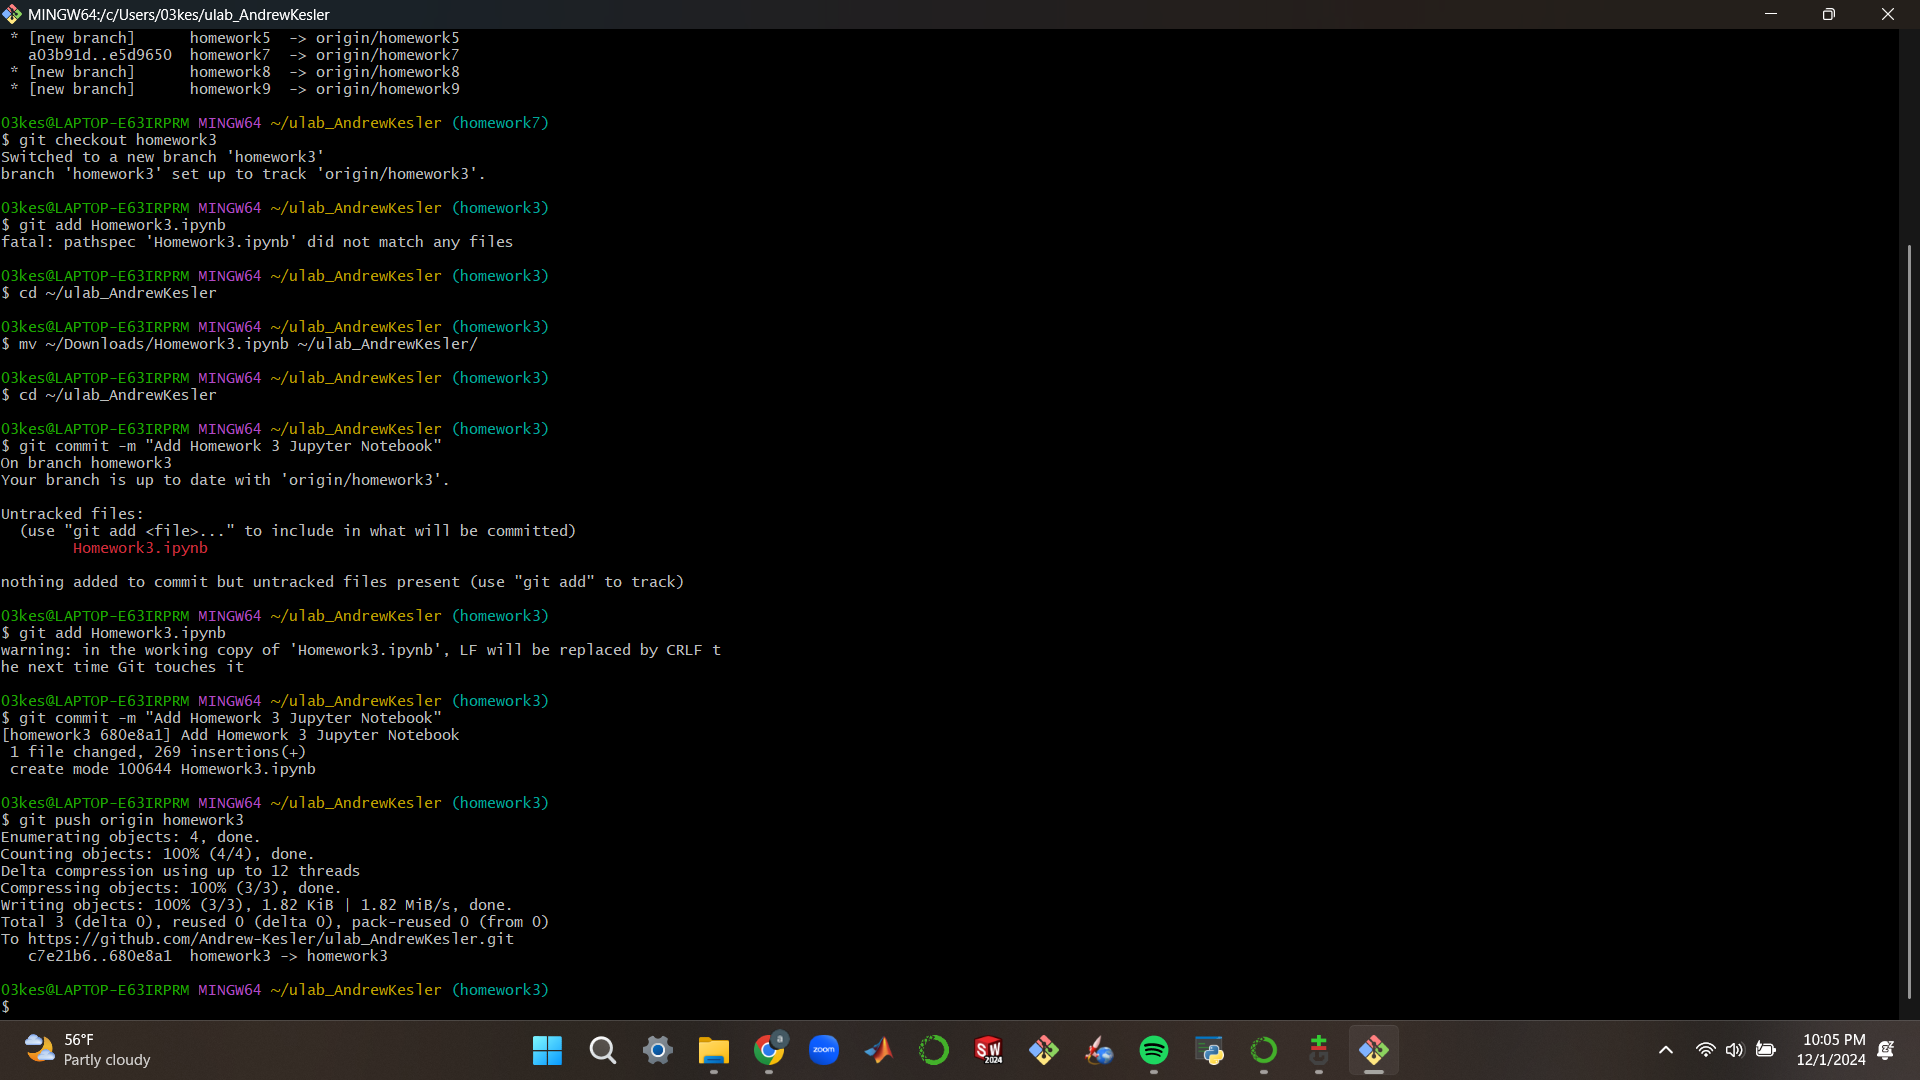 MINGW64:/c/Users/03kes/ulab_AndrewKesler
* [new branch]      homework5  -> origin/homework5
a03b91d..e5d9650  homework7  -> origin/homework7
* [new branch]      homework8  -> origin/homework8
* [new branch]      homework9  -> origin/homework9
03kes@LAPTOP-E63IRPRM MINGW64 ~/ulab_AndrewKesler (homework7)
$ git checkout homework3
Switched to a new branch 'homework3'
branch 'homework3' set up to track 'origin/homework3'.
03kes@LAPTOP-E63IRPRM MINGW64 ~/ulab_AndrewKesler (homework3)
$ git add Homework3.ipynb
fatal: pathspec 'Homework3.ipynb' did not match any files
03kes@LAPTOP-E63IRPRM MINGW64 ~/ulab_AndrewKesler (homework3)
$ cd ~/ulab_AndrewKesler
03kes@LAPTOP-E63IRPRM MINGW64 ~/ulab_AndrewKesler (homework3)
$ mv ~/Downloads/Homework3.ipynb ~/ulab_AndrewKesler/
03kes@LAPTOP-E63IRPRM MINGW64 ~/ulab_AndrewKesler (homework3)
$ cd ~/ulab_AndrewKesler
03kes@LAPTOP-E63IRPRM MINGW64 ~/ulab_AndrewKesler (homework3)
$ git commit -m "Add Homework 3 Jupyter Notebook"
On branch homework3
Your branch is up to date with 'origin/homework3'.
Untracked files:
(use "git add <file>..." to include in what will be committed)
Homework3.ipynb
nothing added to commit but untracked files present (use "git add" to track)
03kes@LAPTOP-E63IRPRM MINGW64 ~/ulab_AndrewKesler (homework3)
$ git add Homework3.ipynb
warning: in the working copy of 'Homework3.ipynb', LF will be replaced by CRLF t
he next time Git touches it
03kes@LAPTOP-E63IRPRM MINGW64 ~/ulab_AndrewKesler (homework3)
$ git commit -m "Add Homework 3 Jupyter Notebook"
[homework3 680e8a1] Add Homework 3 Jupyter Notebook
1 file changed, 269 insertions(+)
create mode 100644 Homework3.ipynb
03kes@LAPTOP-E63IRPRM MINGW64 ~/ulab_AndrewKesler (homework3)
$ git push origin homework3
Enumerating objects: 4, done.
Counting objects: 100% (4/4), done.
Delta compression using up to 12 threads
Compressing objects: 100% (3/3), done.
Writing objects: 100% (3/3), 1.82 KiB | 1.82 MiB/s, done.
Total 3 (delta 0), reused 0 (delta 0), pack-reused 0 (from 0)
To https://github.com/Andrew-Kesler/ulab_AndrewKesler.git
c7e21b6..680e8a1  homework3 -> homework3
03kes@LAPTOP-E63IRPRM MINGW64 ~/ulab_AndrewKesler (homework3)
$
56°F
Partly cloudy
a
zoom
SW
2024
10:05 PM
12/1/2024